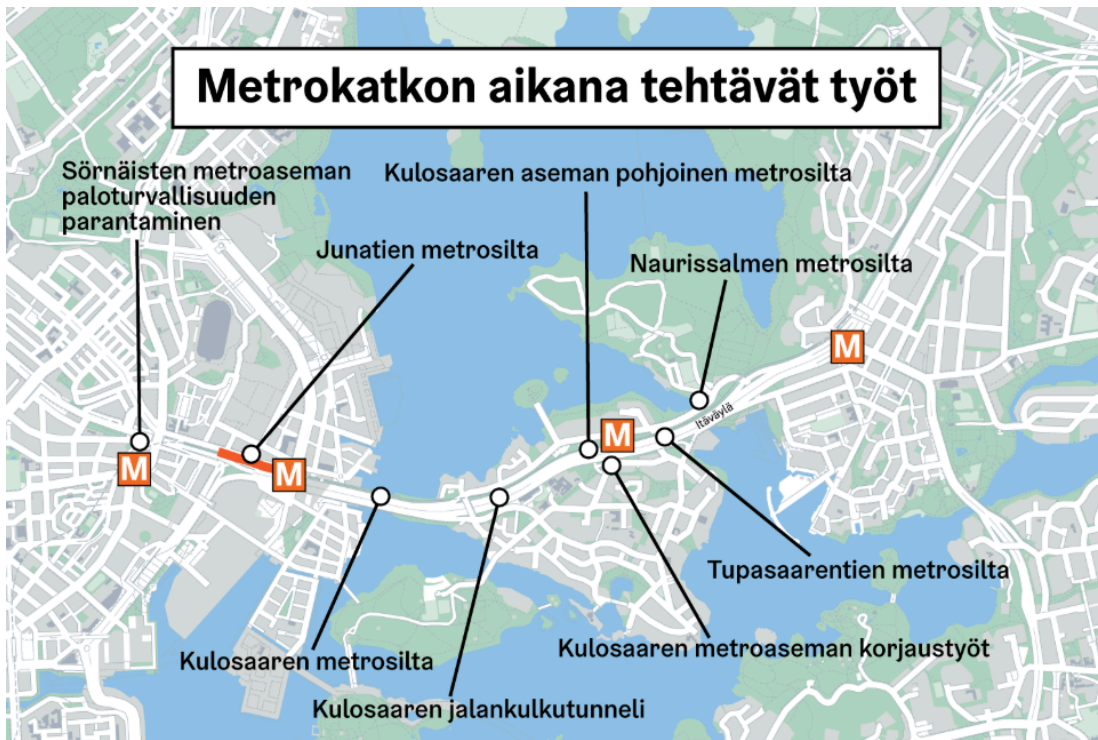 Metrokatkon aikana tehtävät työt
Sörnäisten metroaseman
paloturvallisuuden
parantaminen
Kulosaaren aseman pohjoinen metrosilta
Junatien metrosilta
Naurissalmen metrosilta
M
Itäväylä
M
M
M
Tupasaarentien metrosilta
Kulosaaren metroaseman korjaustyöt
Kulosaaren metrosilta
Kulosaaren jalankulkutunneli